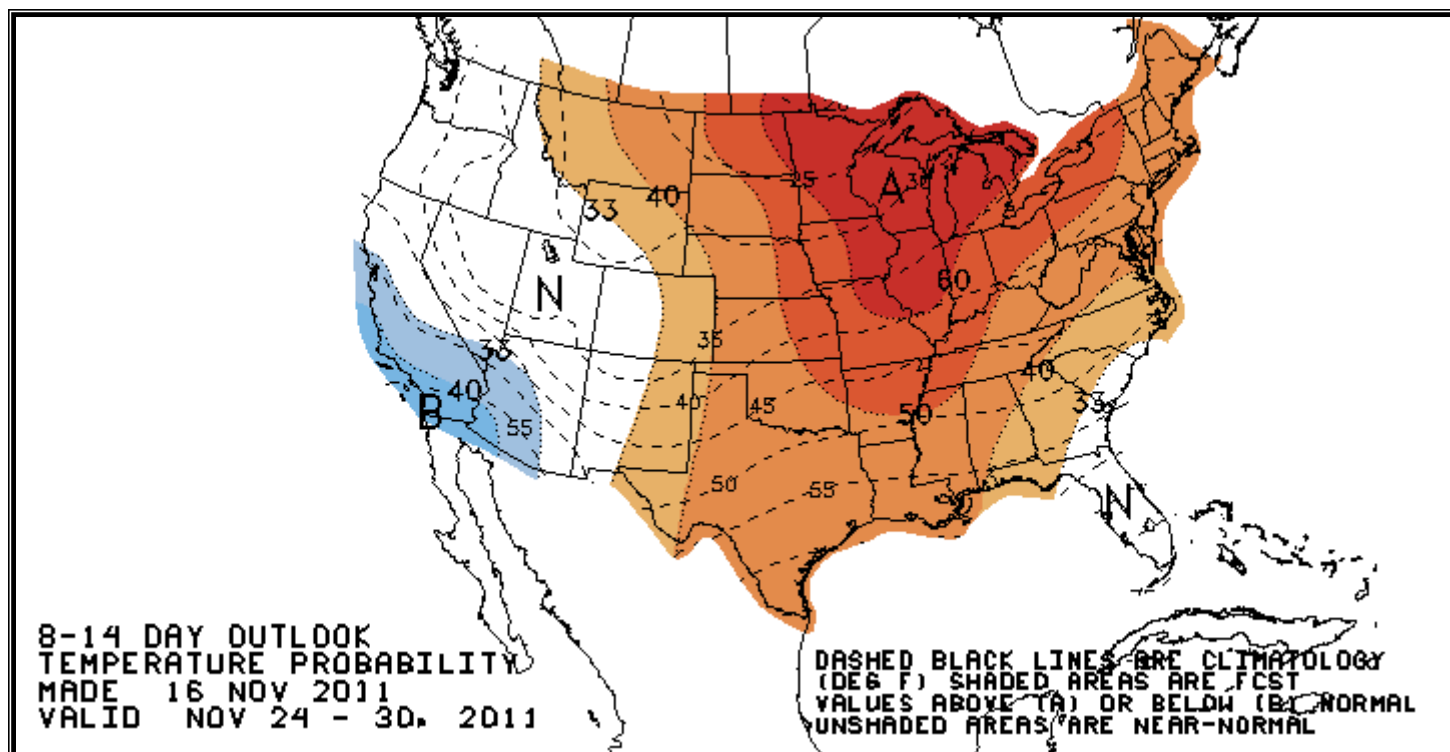 A
33
40
N
60
35
33
40
B
55
40
45
50
40
33
50
55
N
25
8-14 DAY OUTLOOK
TEMPERATURE PROBABILITY
MADE 16 NOV 2011
VALID NOV 24 - 30, 2011
DASHED BLACK LINES ARE CLIMATOLOGY
(DEG F) SHADED AREAS ARE FCST
VALUES ABOVE (A) OR BELOW (B) NORMAL
UNSHADED AREAS ARE NEAR-NORMAL